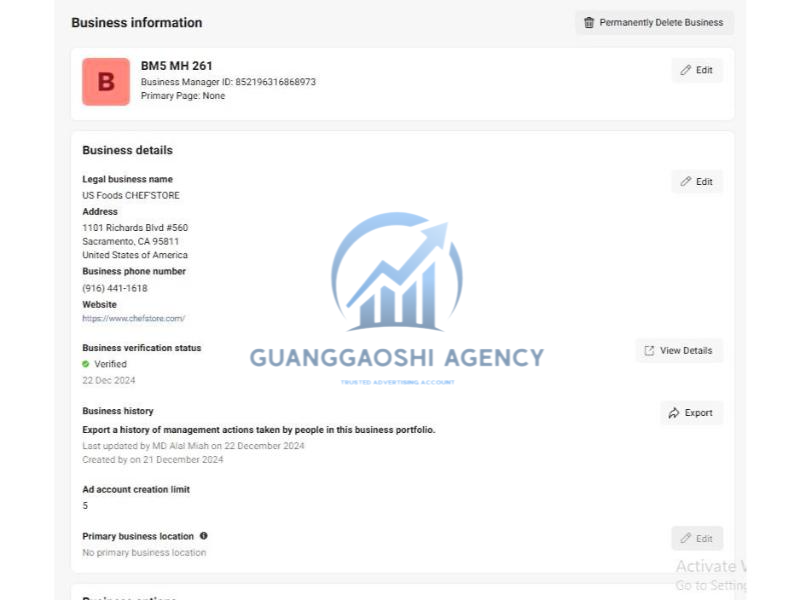 Business information
Permanently Delete Business
B
BM5 MH 261
Business Manager ID: 852196316868973
Primary Page: None
Edit
Business details
Legal business name
US Foods CHEF'STORE
Edit
Address
1101 Richards Blvd #560
Sacramento, CA 95811
United States of America
Business phone number
(916) 441-1618
Website
https://www.chefstore.com/
GUANGGAOSHI AGENCY
TRUSTED ADVERTISING ACCOUNT
Business verification status
Verified
22 Dec 2024
View Details
Business history
Export a history of management actions taken by people in this business portfolio.
Last updated by MD Alal Miah on 22 December 2024
Created by on 21 December 2024
Export
Ad account creation limit
5
Primary business location
No primary business location
Edit
Activate
Go to Setting